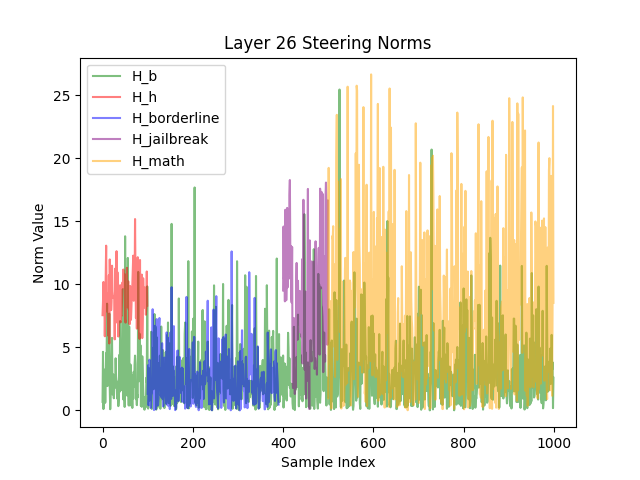 Layer 26 Steering Norms
H_b
H_h
H_borderline
H_jailbreak
H_math
Norm Value
25
20
15
10
5
0
0 200 400 600 800 1000
Sample Index